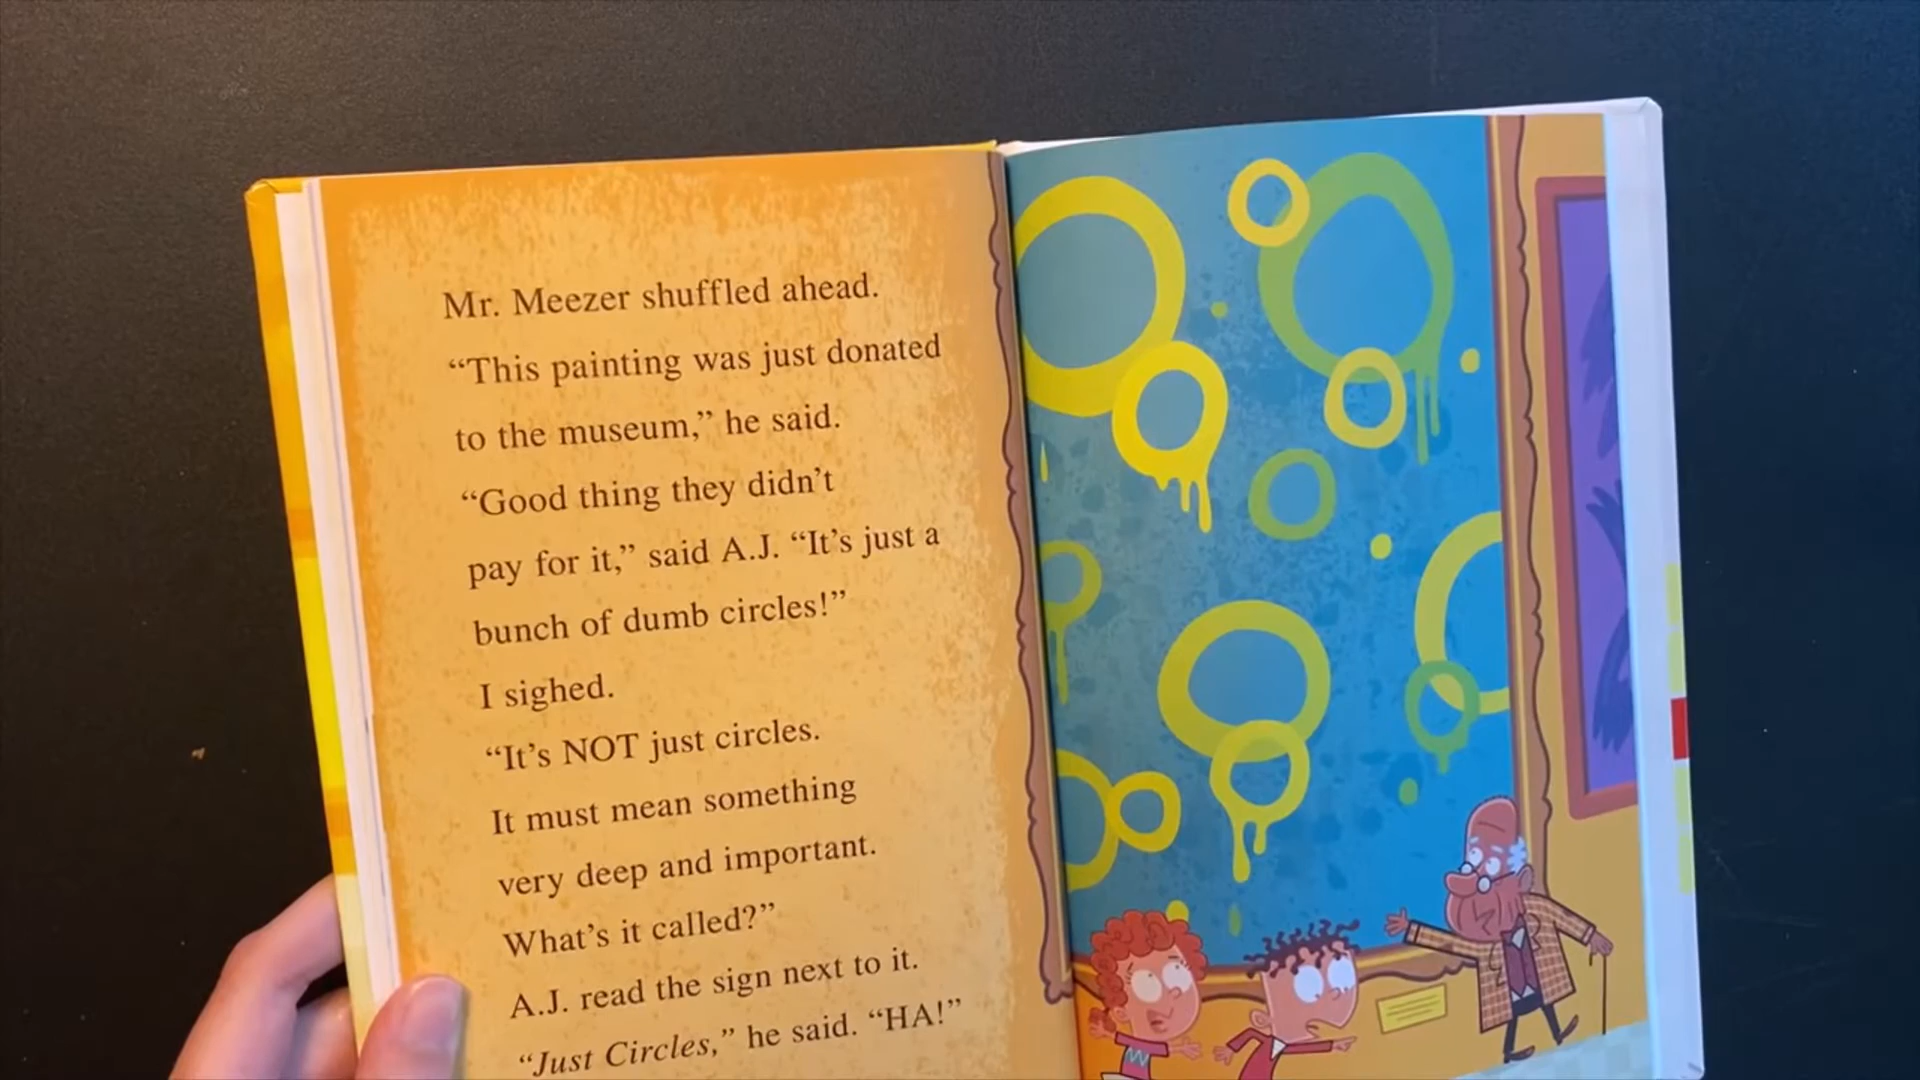 Mr. Meezer shuffled ahead.
“This painting was just donated
to the museum,” he said.
“Good thing they didn’t
pay for it,” said A.J. “It’s just a
bunch of dumb circles!”
I sighed.
“It’s NOT just circles.
It must mean something
very deep and important.
What’s it called?”
A.J. read the sign next to it.
“Just Circles,” he said. “HA!”